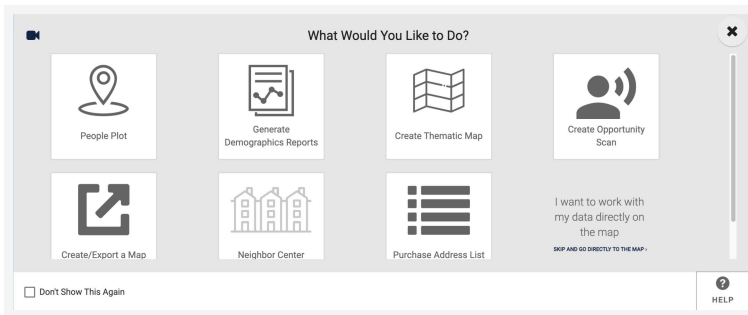 What Would You Like to Do?
People Plot
Generate
Demographics Reports
Create Thematic Map
Create Opportunity
Scan
Create/Export a Map
Neighbor Center
Purchase Address List
I want to work with
my data directly on
the map
SKIP AND GO DIRECTLY TO THE MAP ›
Don't Show This Again
HELP